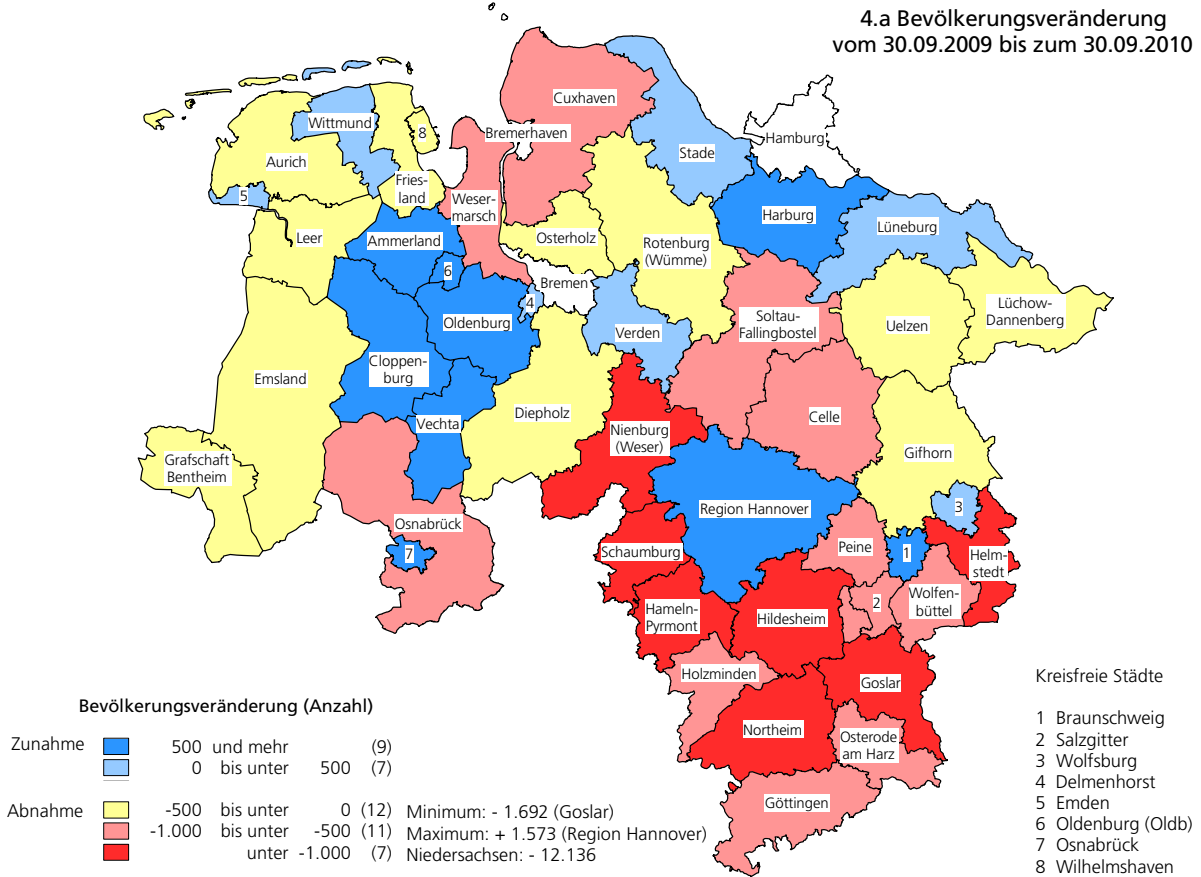 4.a Bevölkerungsveränderung
vom 30.09.2009 bis zum 30.09.2010
Cuxhaven
Wittmund
8
Bremerhaven
Hamburg
Aurich
Stade
Fries-
land
5
Weser-
marsch
Harburg
Lüneburg
Leer
Ammerland
Osterholz
Rotenburg
(Wümme)
6
Bremen
4
Oldenburg
Verden
Soltau-
Fallingbostel
Uelzen
Lüchow-
Dannenberg
Cloppen-
burg
Emsland
Diepholz
Celle
Vechta
Nienburg
(Weser)
Gifhorn
Grafschaft
Bentheim
Region Hannover
3
Osnabrück
7
Schaumburg
Peine
1
Helm-
stedt
Hameln-
Pyrmont
Hildesheim
2
Wolfen-
büttel
Holzminden
Goslar
Northeim
Osterode
am Harz
Göttingen
Bevölkerungsveränderung (Anzahl)
Zunahme 500 und mehr (9)
0 bis unter 500 (7)
Abnahme -500 bis unter 0 (12) Minimum: - 1.692 (Goslar)
-1.000 bis unter -500 (11) Maximum: + 1.573 (Region Hannover)
unter -1.000 (7) Niedersachsen: - 12.136
Kreisfreie Städte
1 Braunschweig
2 Salzgitter
3 Wolfsburg
4 Delmenhorst
5 Emden
6 Oldenburg (Oldb)
7 Osnabrück
8 Wilhelmshaven